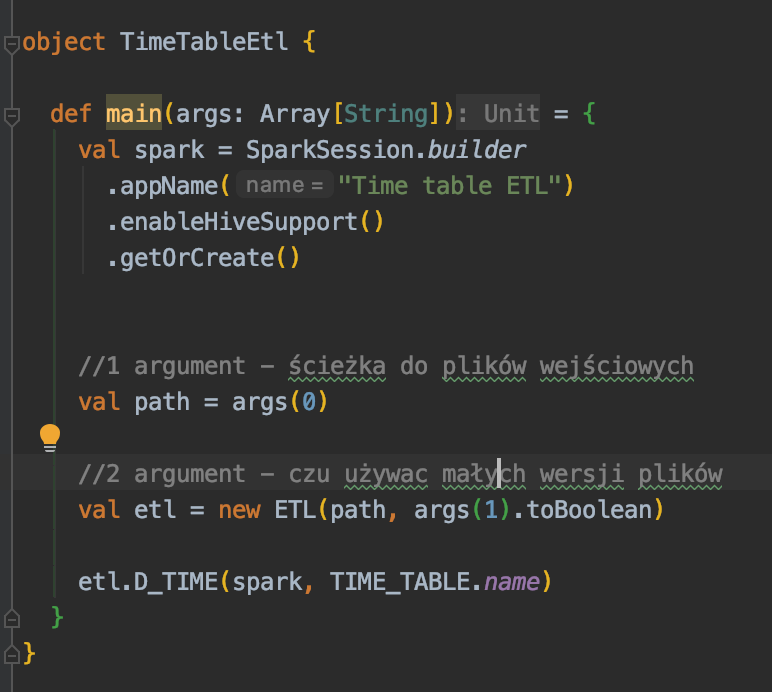 object TimeTableEtl {
def main(args: Array[String]): Unit = {
val spark = SparkSession.builder
.appName( name = "Time table ETL")
.enableHiveSupport()
.getOrCreate()
//1 argument – ścieżka do plików wejściowych
val path = args(0)
//2 argument – czu używac małych wersji plików
val etl = new ETL(path, args(1).toBoolean)
etl.D_TIME(spark, TIME_TABLE.name)
}
}